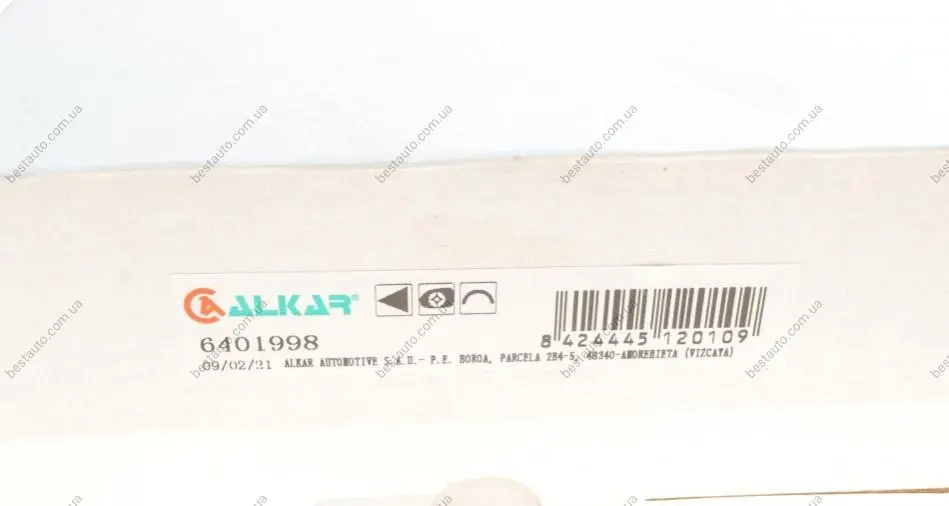 ALKAR®
8 424445 120109
6401998
09/02/21 ALKAR AUTOMOTIVE S.A.U.- P.E. BOROA, PARCELA 2B4-5, 48340-AMOREBIETA (VIZCAYA)
bestauto.com.ua